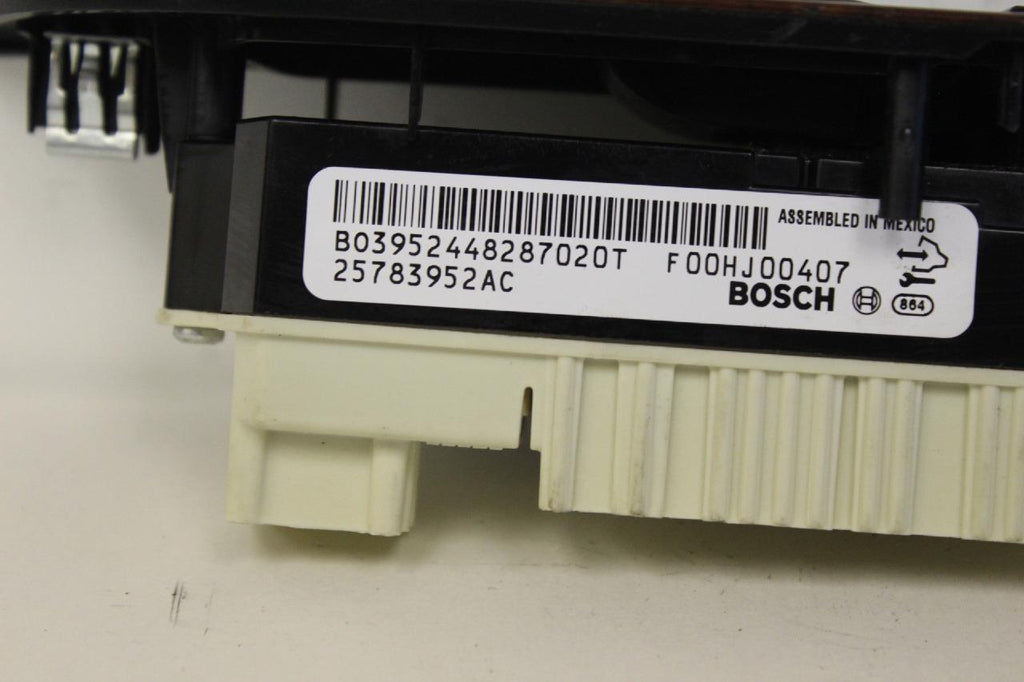 ASSEMBLED IN MEXICO
B03952448287020T F00HJ00407
25783952AC
BOSCH
864